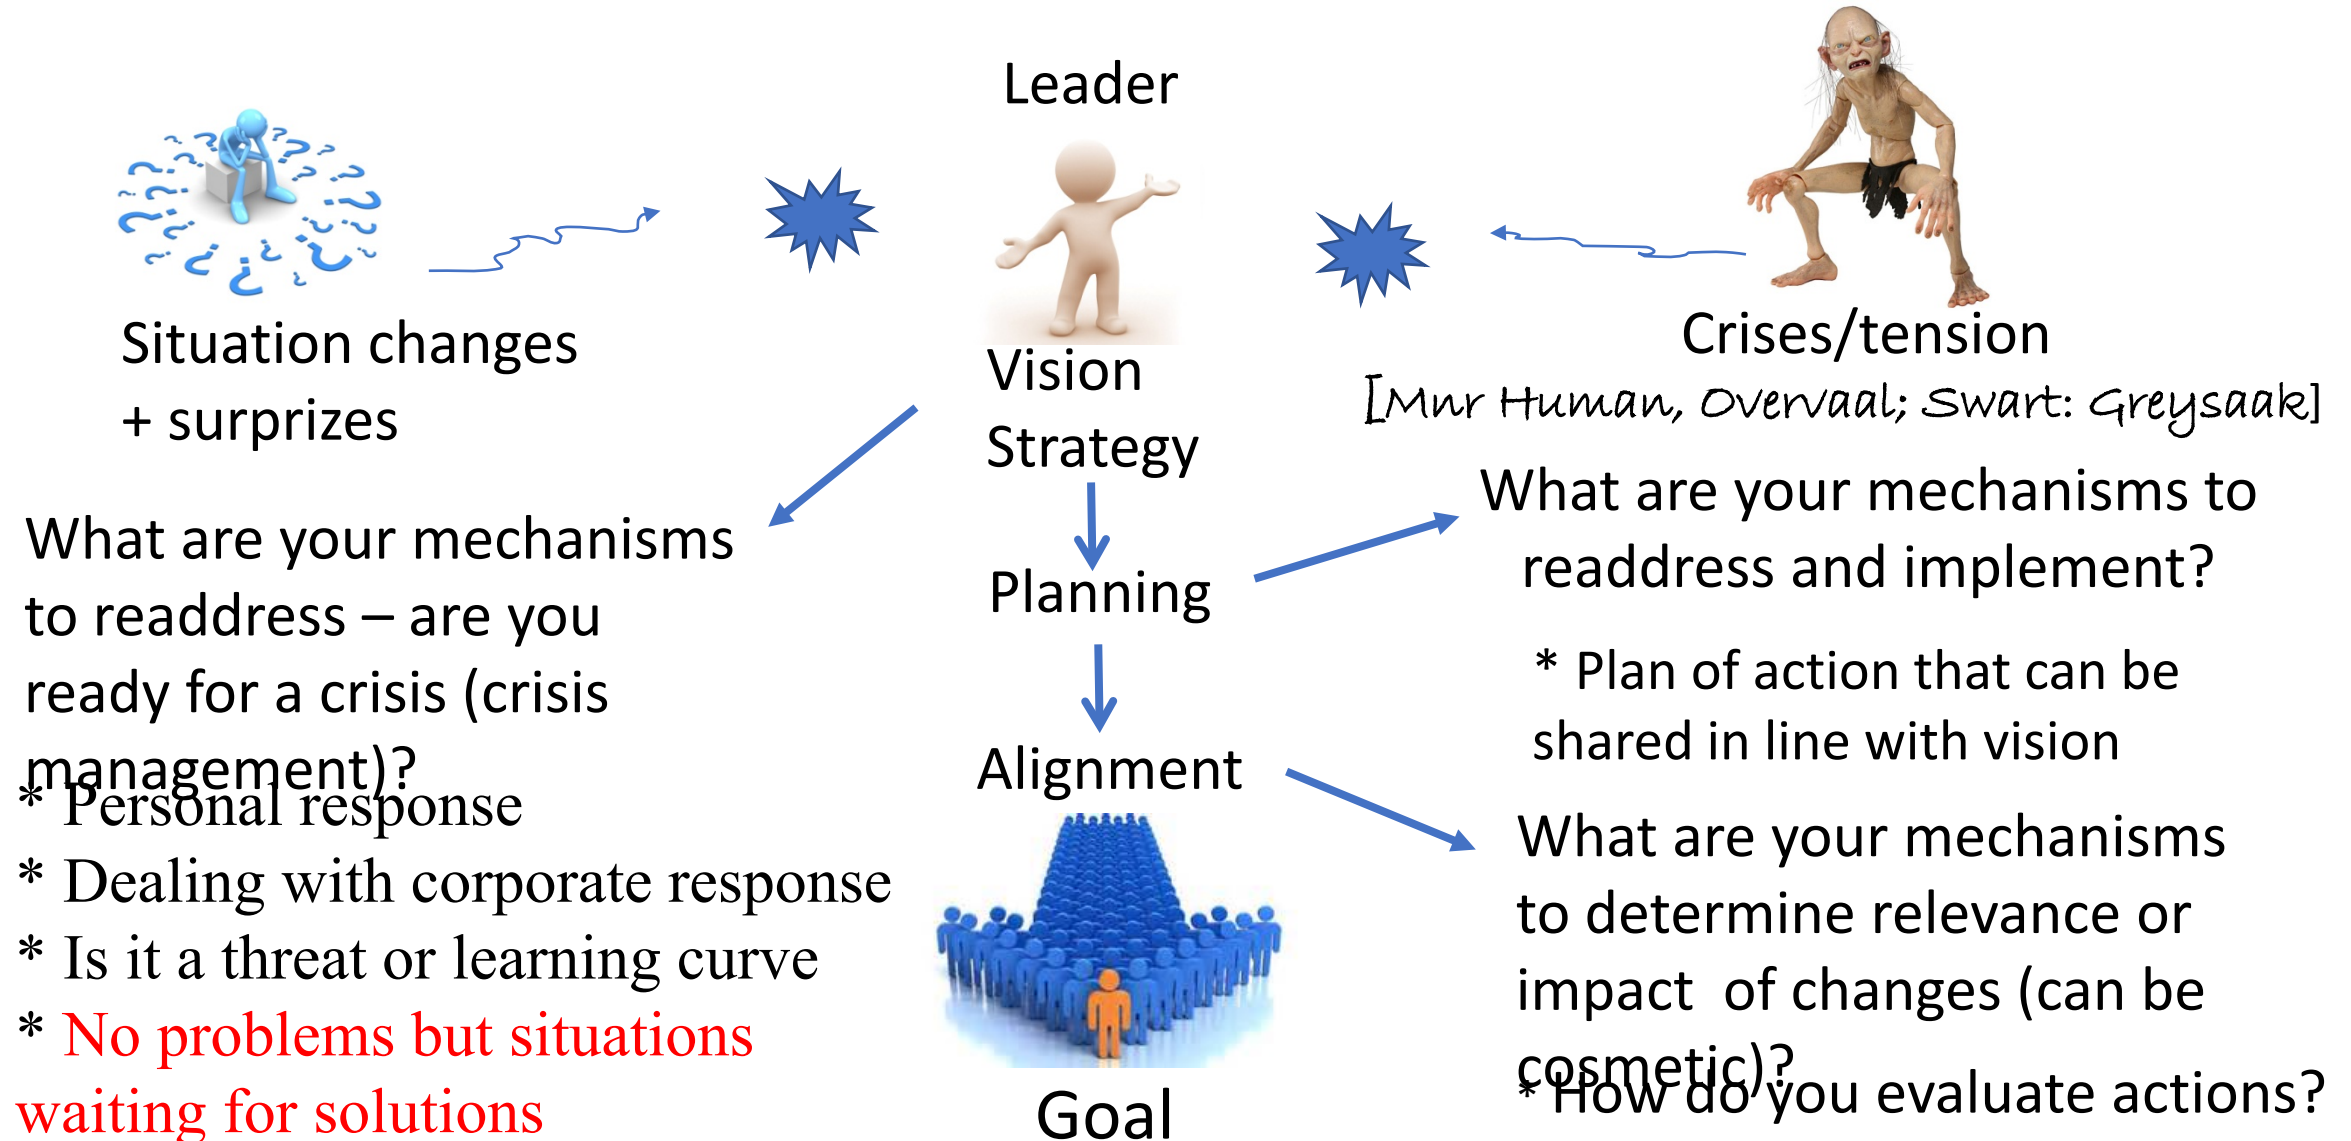 Leader
Situation changes
+ surprizes
Vision
Strategy
Planning
Alignment
Goal
Crises/tension
[Mnr Human, Overvaal; Swart: Greysaak]
What are your mechanisms
to readdress – are you
ready for a crisis (crisis
management)?
* Personal response
* Dealing with corporate response
* Is it a threat or learning curve
* No problems but situations
waiting for solutions
What are your mechanisms to
readdress and implement?
* Plan of action that can be
shared in line with vision
What are your mechanisms
to determine relevance or
impact of changes (can be
cosmetic)?
* How do you evaluate actions?